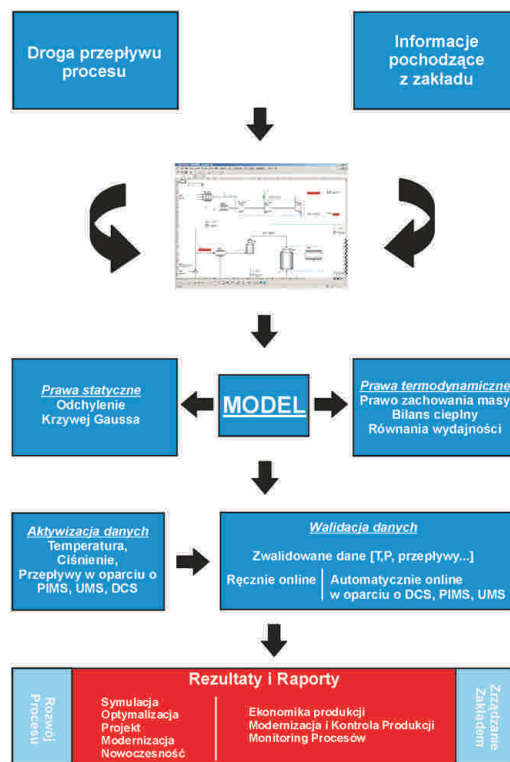 Droga przepływu
procesu
Informacje
pochodzące
z zakładu
Prawa statyczne
Odchylenie
Krzywej Gaussa
MODEL
Prawa termodynamiczne
Prawo zachowania masy
Bilans cieplny
Równania wydajności
Aktywizacja danych
Temperatura,
Ciśnienie,
Przepływy w oparciu o
PIMS, UMS, DCS
Walidacja danych
Zwalidowane dane [T,P, przepływy...]
Ręcznie online
Automatycznie online
w oparciu o DCS, PIMS, UMS
Rozwój
Procesu
Rezultaty i Raporty
Symulacja
Optymalizacja
Projekt
Modernizacja
Nowoczesność
Ekonomika produkcji
Modernizacja i Kontrola Produkcji
Monitoring Procesów
Zrządzanie
Zakładem